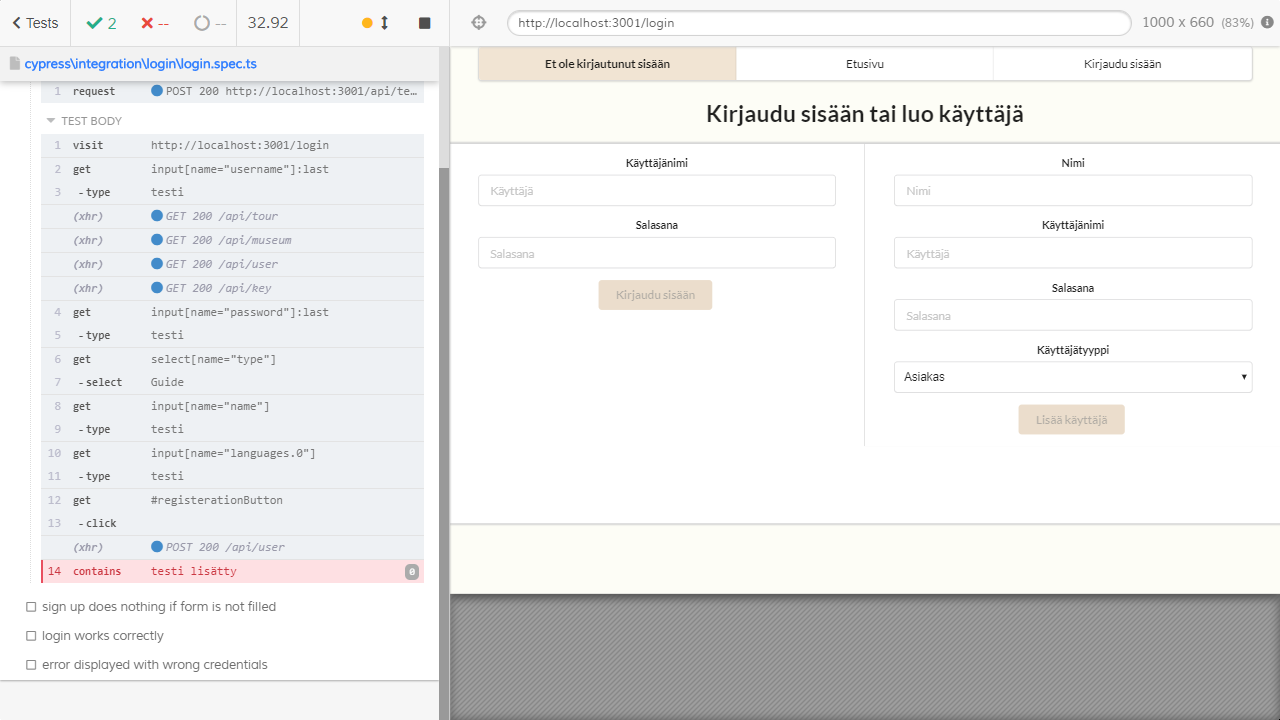 Tests 2 -- -- 32.92
http://localhost:3001/login 1000 x 660 (83%)
cypress\integration\login\login.spec.ts
1 request POST 200 http://localhost:3001/api/te…
TEST BODY
1 visit http://localhost:3001/login
2 get input[name="username"]:last
3 -type testi
(xhr) GET 200 /api/tour
(xhr) GET 200 /api/museum
(xhr) GET 200 /api/user
(xhr) GET 200 /api/key
4 get input[name="password"]:last
5 -type testi
6 get select[name="type"]
7 -select Guide
8 get input[name="name"]
9 -type testi
10 get input[name="languages.0"]
11 -type testi
12 get #registerationButton
13 -click
(xhr) POST 200 /api/user
14 contains testi lisätty 0
sign up does nothing if form is not filled
login works correctly
error displayed with wrong credentials
Et ole kirjautunut sisään Etusivu Kirjaudu sisään
Kirjaudu sisään tai luo käyttäjä
Käyttäjänimi
Käyttäjä
Salasana
Salasana
Kirjaudu sisään
Nimi
Nimi
Käyttäjänimi
Käyttäjä
Salasana
Salasana
Käyttäjätyyppi
Asiakas
Lisää käyttäjä